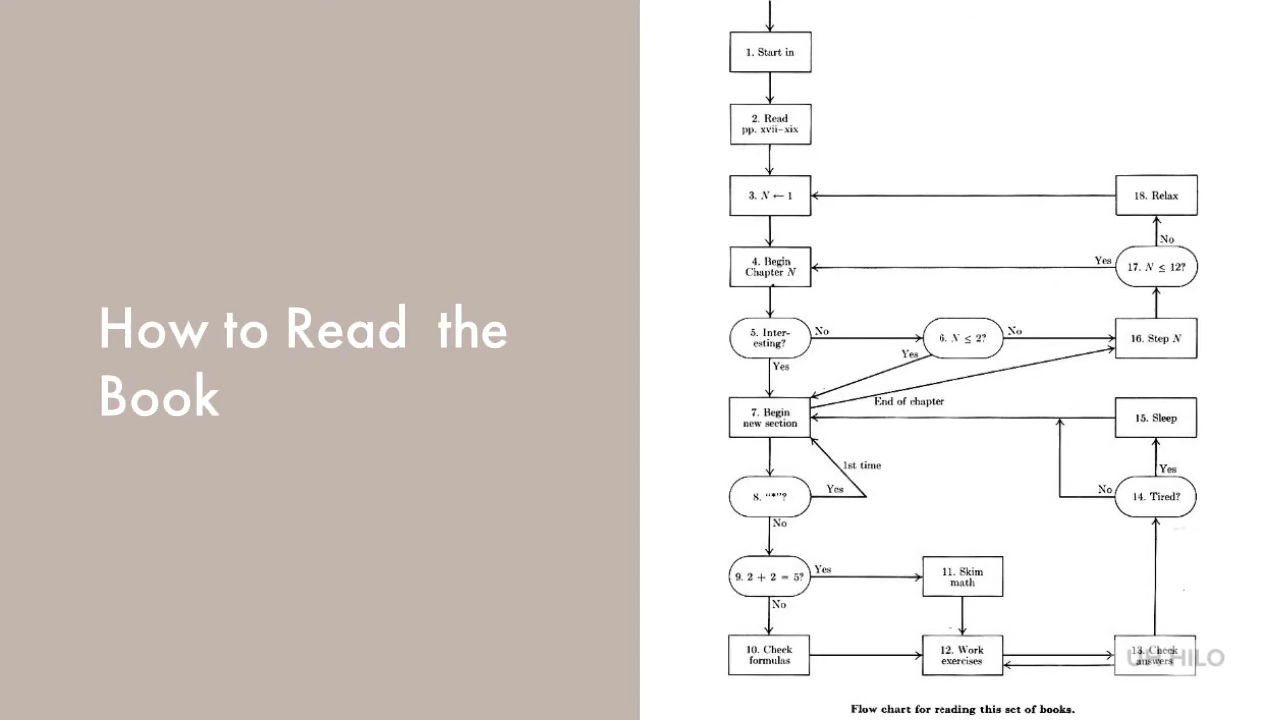 How to Read the
Book
1. Start in
2. Read
pp. xvii–xix
3. N ← 1
18. Relax
No
4. Begin
Chapter N
Yes
17. N ≤ 12?
5. Inter-
esting?
No
6. N ≤ 2?
No
16. Step N
Yes
Yes
End of chapter
7. Begin
new section
15. Sleep
1st time
Yes
8. “*”?
Yes
No
14. Tired?
No
9. 2 + 2 = 5?
Yes
11. Skim
math
No
10. Check
formulas
12. Work
exercises
13. Check
answers
UH HILO
Flow chart for reading this set of books.